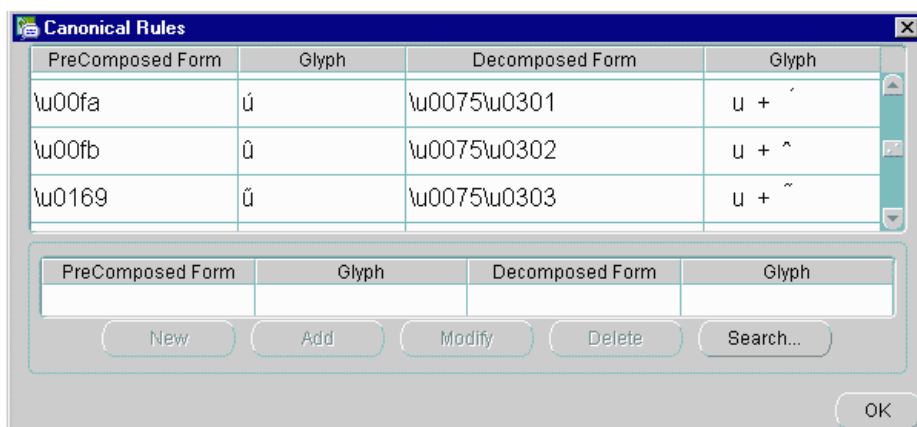 Canonical Rules
PreComposed Form Glyph Decomposed Form Glyph
\u00fa ú \u0075\u0301 u + ´
\u00fb û \u0075\u0302 u + ^
\u0169 ũ \u0075\u0303 u + ˜
PreComposed Form Glyph Decomposed Form Glyph
New Add Modify Delete Search...
OK